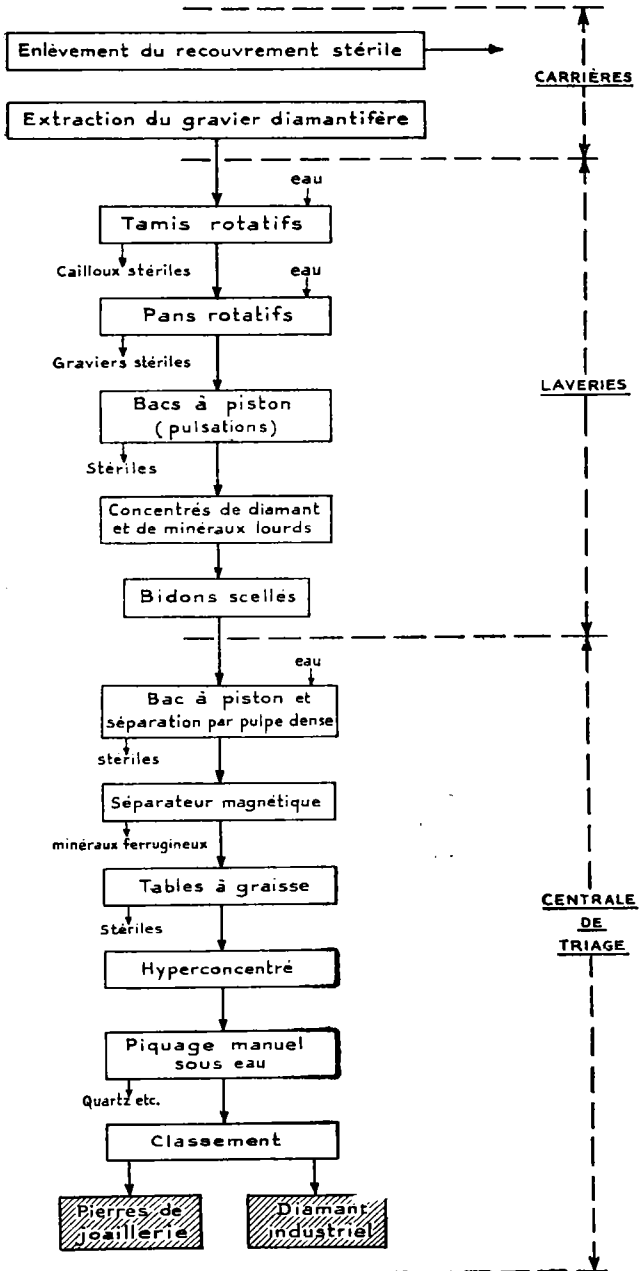 Enlèvement du recouvrement stérile
CARRIÈRES
Extraction du gravier diamantifère
eau
Tamis rotatifs
Cailloux stériles
eau
Pans rotatifs
Graviers stériles
LAVERIES
Bacs à piston
(pulsations)
Stériles
Concentrés de diamant
et de minéraux lourds
Bidons scellés
eau
Bac à piston et
séparation par pulpe dense
stériles
Séparateur magnétique
minéraux ferrugineux
Tables à graisse
Stériles
CENTRALE
DE
TRIAGE
Hyperconcentré
Piquage manuel
sous eau
Quartz etc.
Classement
Pierres de
joaillerie
Diamant
industriel